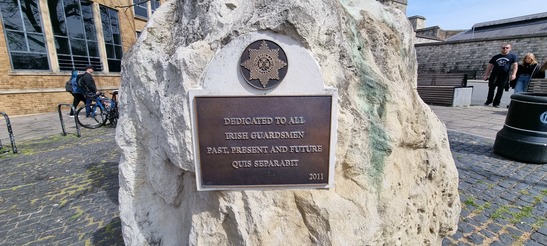 DEDICATED TO ALL
IRISH GUARDSMEN
PAST, PRESENT AND FUTURE
QUIS SEPARABIT
2011